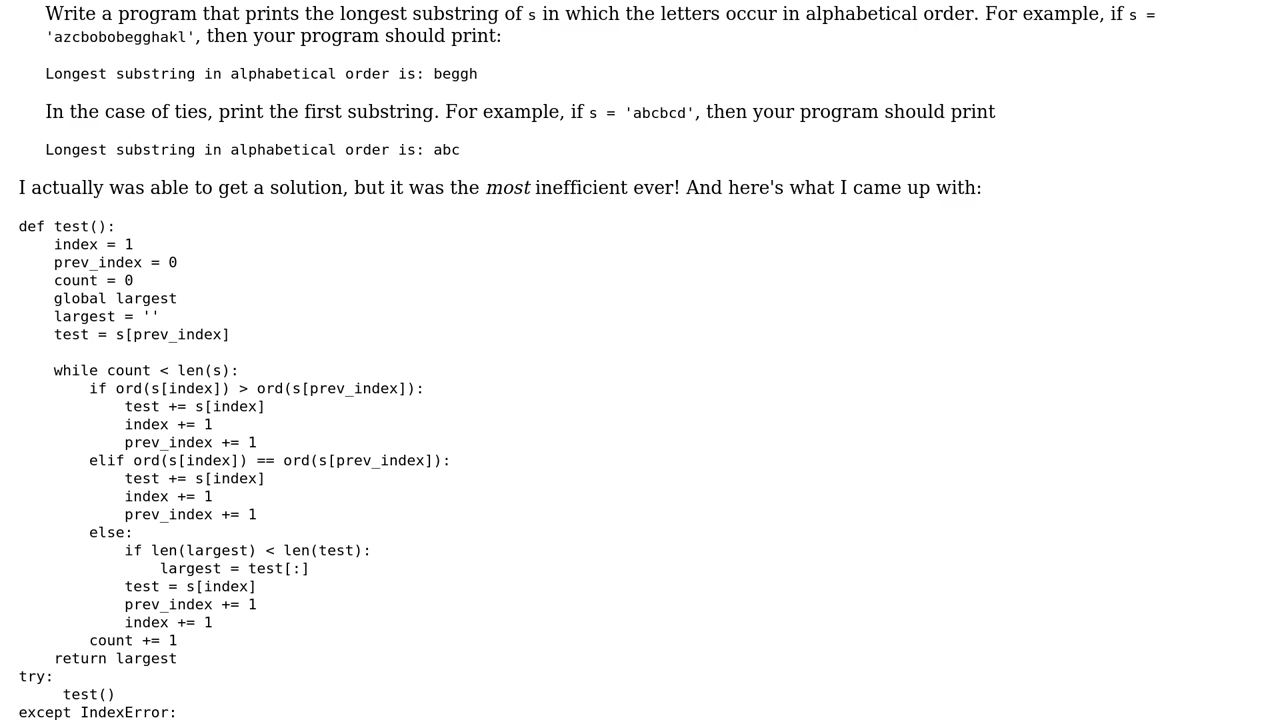 Write a program that prints the longest substring of s in which the letters occur in alphabetical order. For example, if s =
'azcbobobegghakl', then your program should print:
Longest substring in alphabetical order is: beggh
In the case of ties, print the first substring. For example, if s = 'abcbcd', then your program should print
Longest substring in alphabetical order is: abc
I actually was able to get a solution, but it was the most inefficient ever! And here's what I came up with:
def test():
    index = 1
    prev_index = 0
    count = 0
    global largest
    largest = ''
    test = s[prev_index]

    while count < len(s):
        if ord(s[index]) > ord(s[prev_index]):
            test += s[index]
            index += 1
            prev_index += 1
        elif ord(s[index]) == ord(s[prev_index]):
            test += s[index]
            index += 1
            prev_index += 1
        else:
            if len(largest) < len(test):
                largest = test[:]
            test = s[index]
            prev_index += 1
            index += 1
        count += 1
    return largest
try:
     test()
except IndexError: